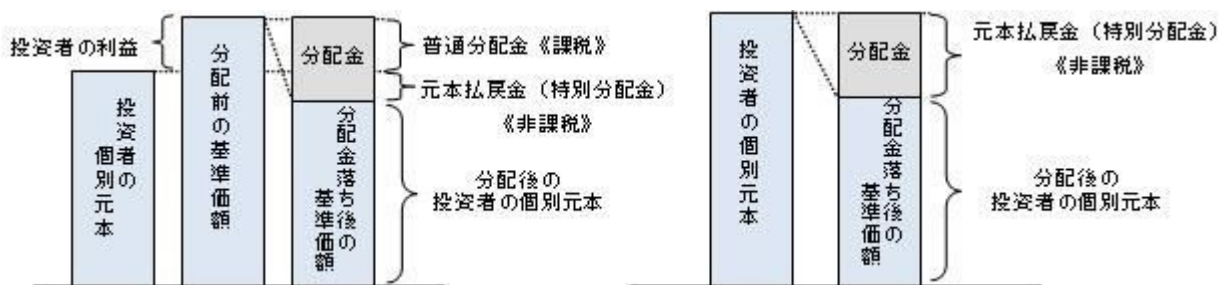 投資者の利益
投資者の
個別元本
分配前の基準価額
分配金
分配金落ち後の
基準価額
普通分配金《課税》
元本払戻金（特別分配金）
《非課税》
分配後の
投資者の個別元本
投資者の個別元本
分配金
分配金落ち後の
基準価額
元本払戻金（特別分配金）
《非課税》
分配後の
投資者の個別元本